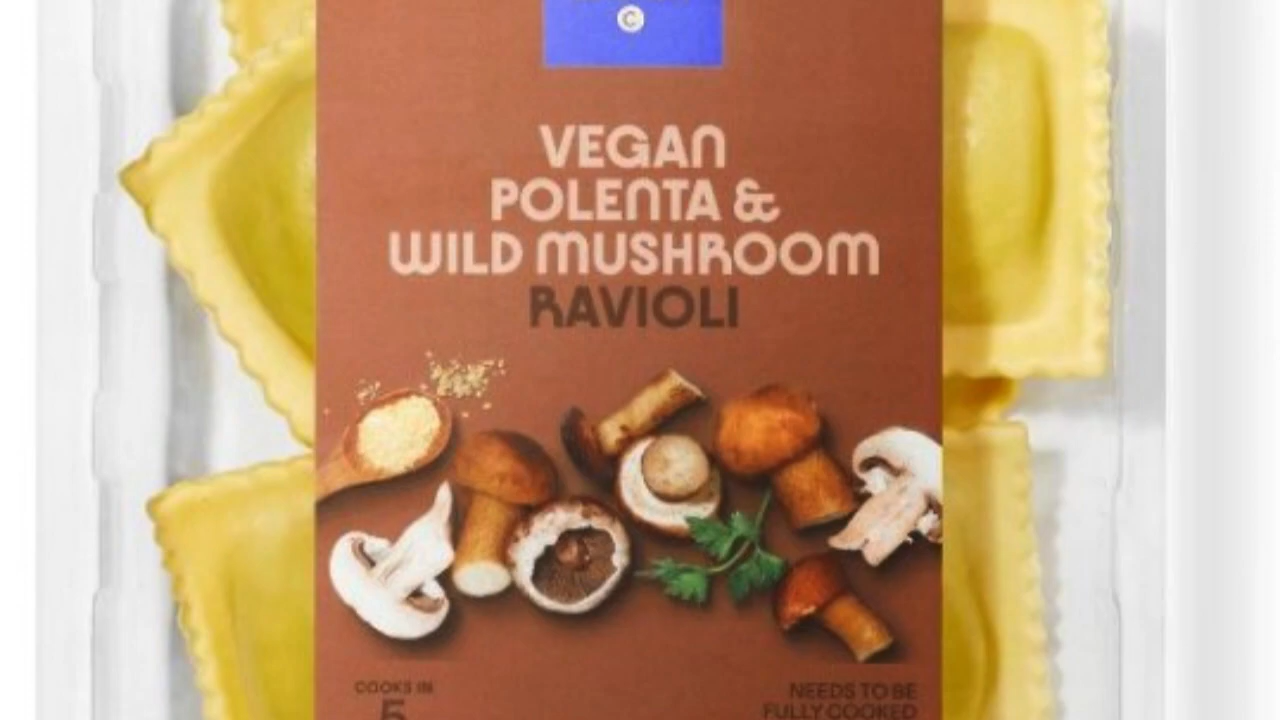 C
VEGAN
POLENTA &
WILD MUSHROOM
RAVIOLI
COOKS IN
5
NEEDS TO BE
FULLY COOKED